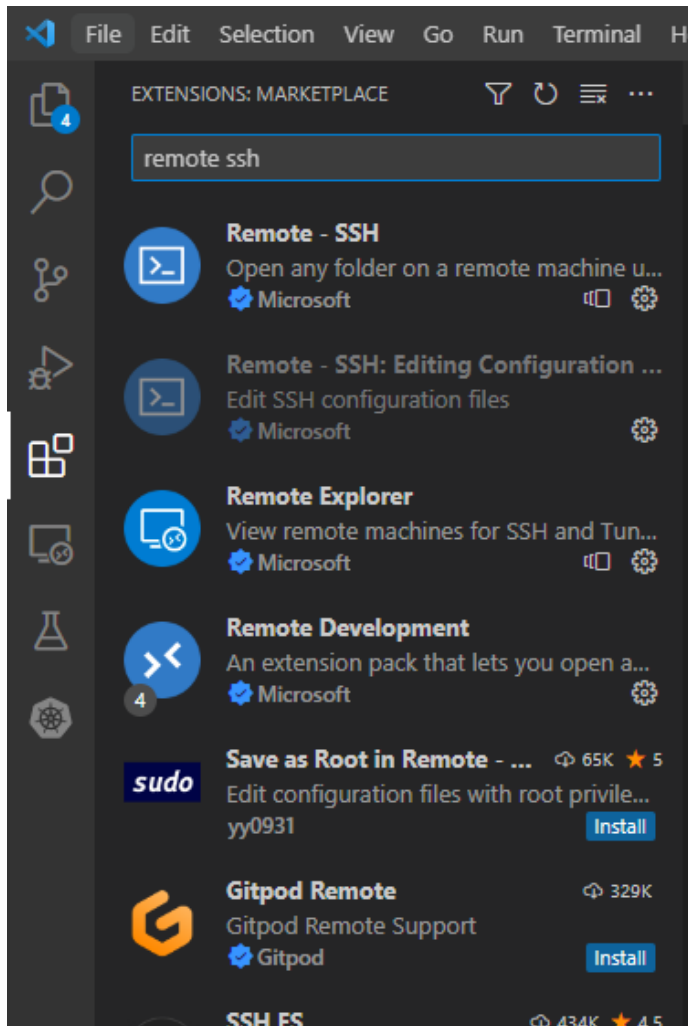 File Edit Selection View Go Run Terminal
EXTENSIONS: MARKETPLACE
4
remote ssh
Remote - SSH
Open any folder on a remote machine u...
Microsoft
Remote - SSH: Editing Configuration ...
Edit SSH configuration files
Microsoft
Remote Explorer
View remote machines for SSH and Tun...
Microsoft
Remote Development
An extension pack that lets you open a...
4
Microsoft
Save as Root in Remote - ... 65K 5
sudo
Edit configuration files with root privile...
yy0931 Install
Gitpod Remote 329K
Gitpod Remote Support
Gitpod Install
SSH FS 434K 4.5